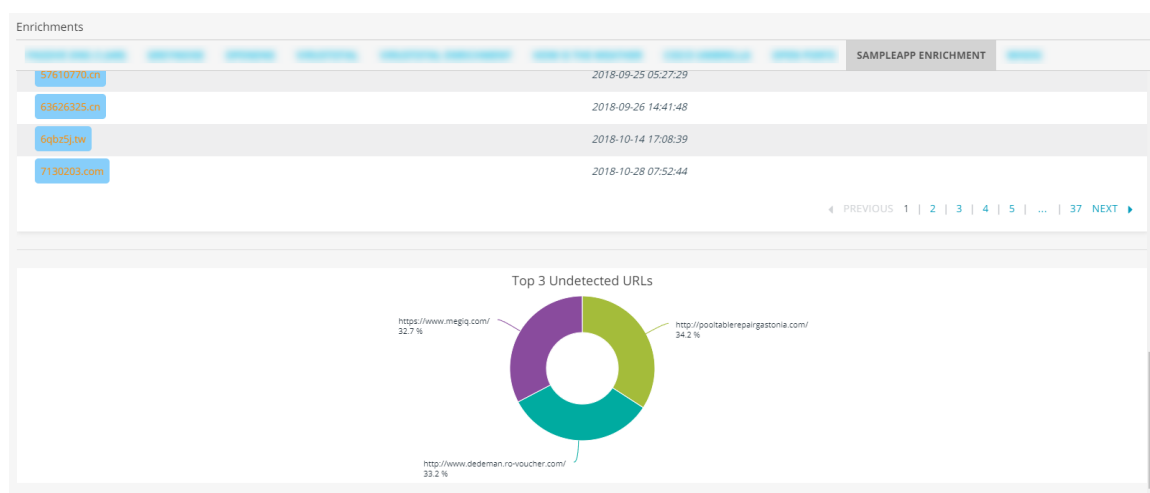 Enrichments
SAMPLEAPP ENRICHMENT
57610770.cn 2018-09-25 05:27:29
63626325.cn 2018-09-26 14:41:48
6qbz5j.tw 2018-10-14 17:08:39
7130203.com 2018-10-28 07:52:44
PREVIOUS 1 | 2 | 3 | 4 | 5 | ... | 37 NEXT
Top 3 Undetected URLs
https://www.megiq.com/
32.7 %
http://pooltablerepairgastonia.com/
34.2 %
http://www.dedeman.ro-voucher.com/
33.2 %